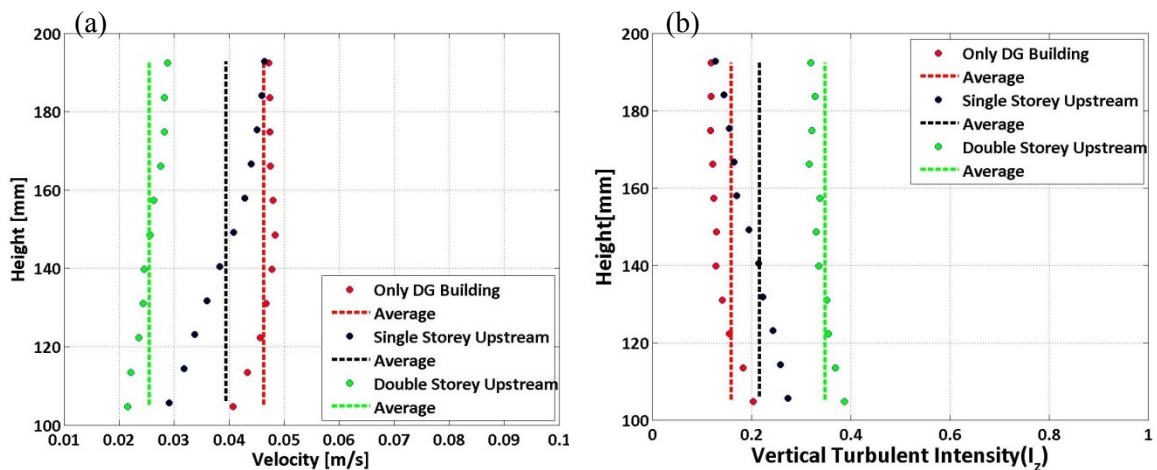 (a)
200
180
160
140
120
100
Height [mm]
0.01 0.02 0.03 0.04 0.05 0.06 0.07 0.08 0.09 0.1
Velocity [m/s]
Only DG Building
Average
Single Storey Upstream
Average
Double Storey Upstream
Average
(b)
200
180
160
140
120
100
Height[mm]
0 0.2 0.4 0.6 0.8 1
Vertical Turbulent Intensity(Iz)
Only DG Building
Average
Single Storey Upstream
Average
Double Storey Upstream
Average